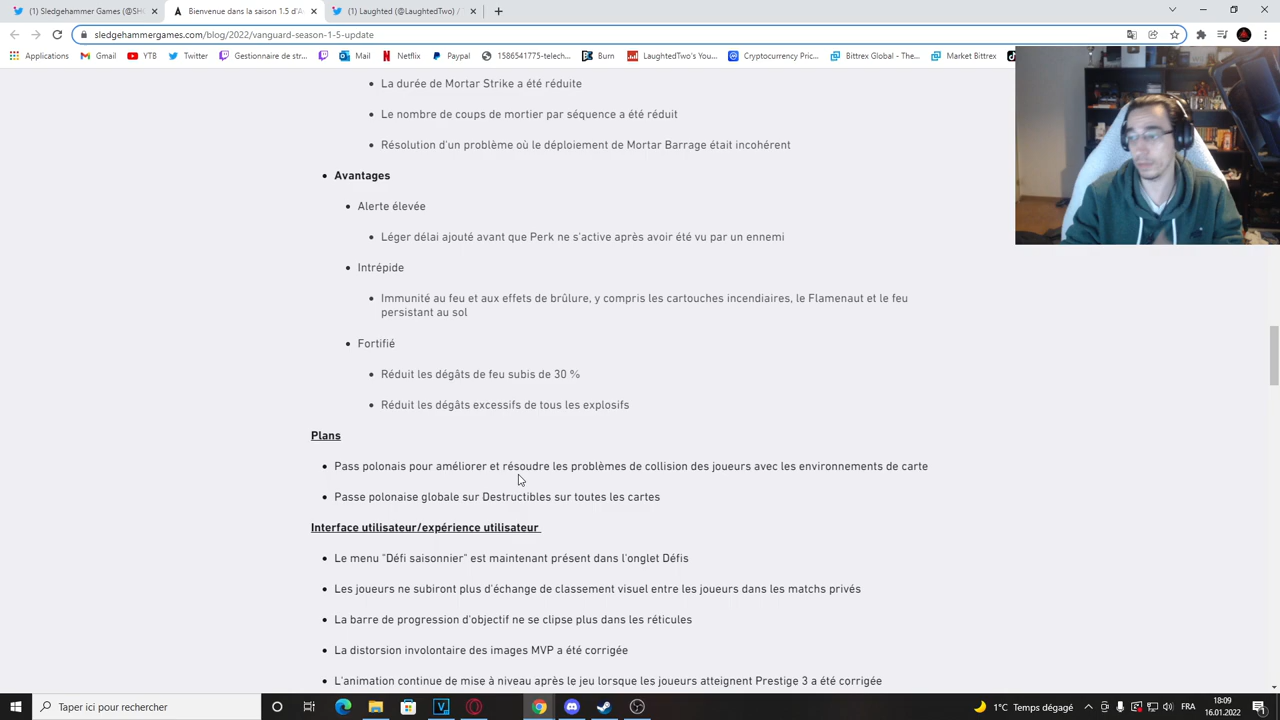 (1) Sledgehammer Games (@SH
Bienvenue dans la saison 1.5 d'A
(1) Laughted (@LaughtedTwo) /
sledgehammergames.com/blog/2022/vanguard-season-1-5-update
Applications
Gmail
YTB
Twitter
Gestionnaire de str...
Mail
Netflix
Paypal
1586541775-telech...
Burn
LaughtedTwo's You...
Cryptocurrency Pric...
Bittrex Global - The...
Market Bittrex
La durée de Mortar Strike a été réduite
Le nombre de coups de mortier par séquence a été réduit
Résolution d'un problème où le déploiement de Mortar Barrage était incohérent
Avantages
Alerte élevée
Léger délai ajouté avant que Perk ne s'active après avoir été vu par un ennemi
Intrépide
Immunité au feu et aux effets de brûlure, y compris les cartouches incendiaires, le Flamenaut et le feu
persistant au sol
Fortifié
Réduit les dégâts de feu subis de 30 %
Réduit les dégâts excessifs de tous les explosifs
Plans
Pass polonais pour améliorer et résoudre les problèmes de collision des joueurs avec les environnements de carte
Passe polonaise globale sur Destructibles sur toutes les cartes
Interface utilisateur/expérience utilisateur
Le menu "Défi saisonnier" est maintenant présent dans l'onglet Défis
Les joueurs ne subiront plus d'échange de classement visuel entre les joueurs dans les matchs privés
La barre de progression d'objectif ne se clipse plus dans les réticules
La distorsion involontaire des images MVP a été corrigée
L'animation continue de mise à niveau après le jeu lorsque les joueurs atteignent Prestige 3 a été corrigée
Taper ici pour rechercher
1°C Temps dégagé
FRA
18:09
16.01.2022